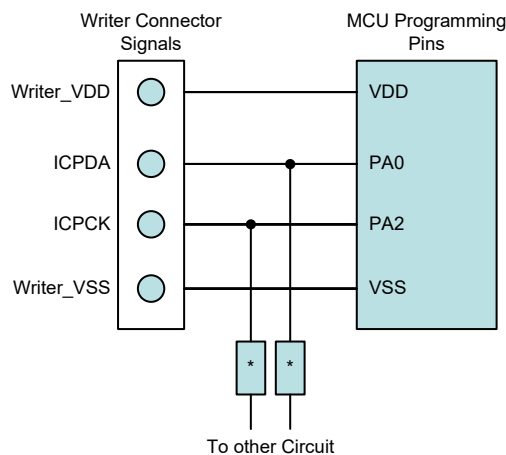 Writer Connector
Signals
MCU Programming
Pins
Writer_VDD
VDD
ICPDA
PA0
ICPCK
PA2
Writer_VSS
VSS
*
*
To other Circuit